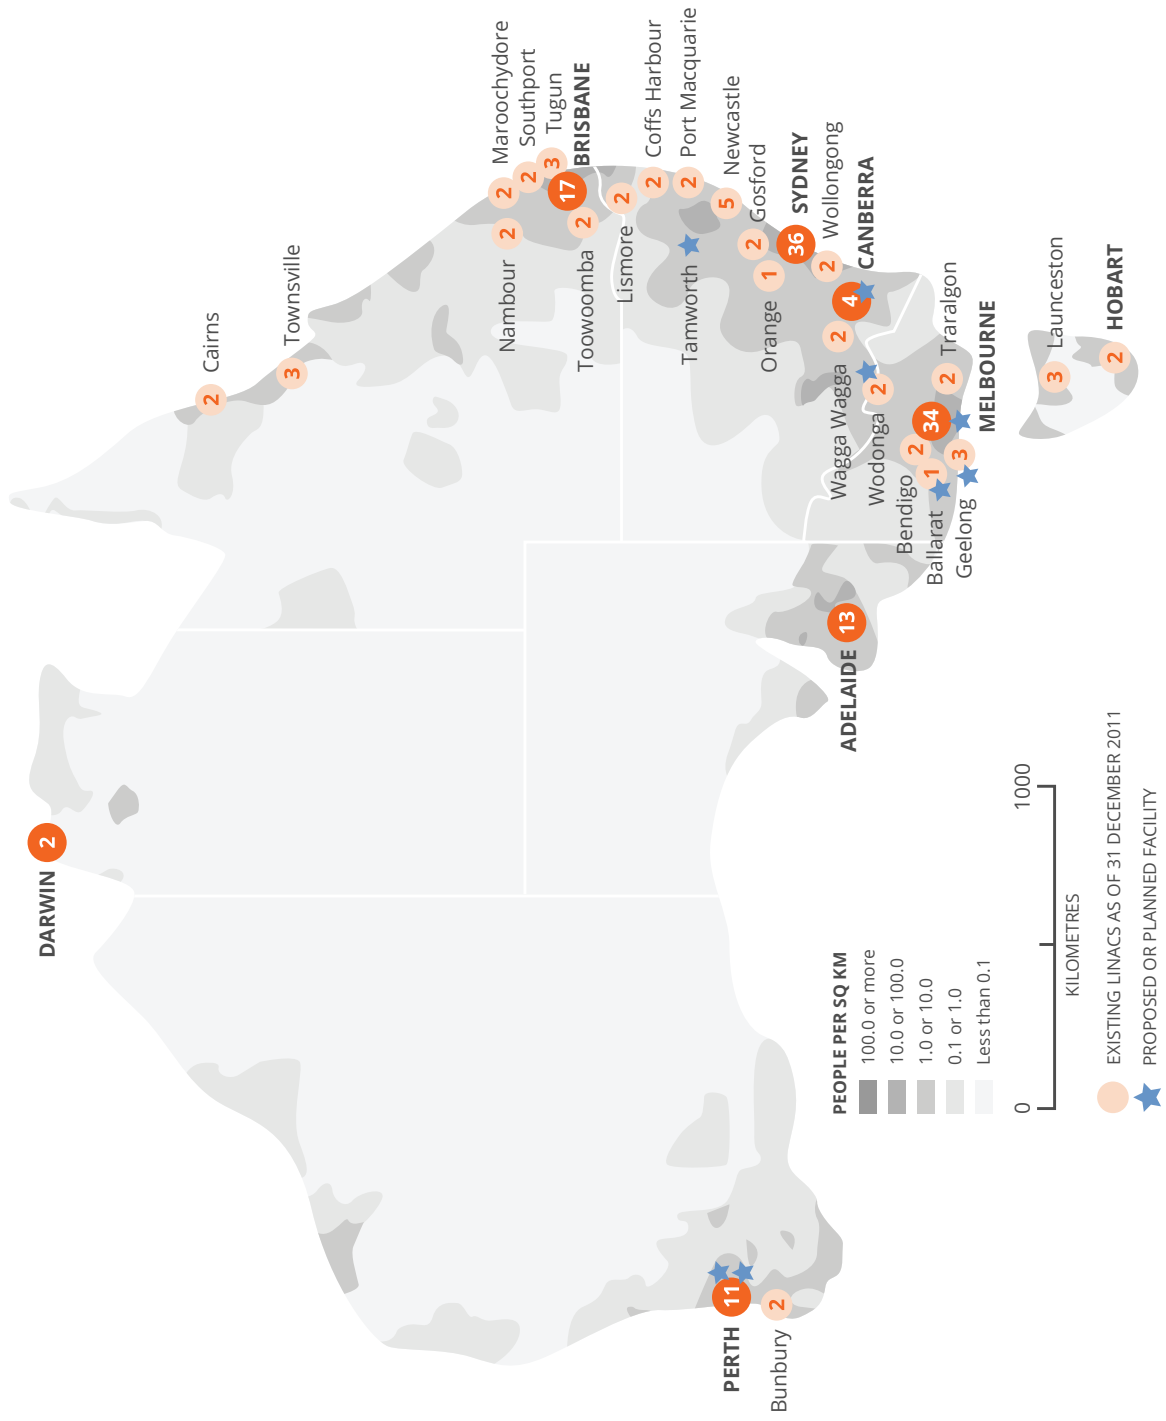 DARWIN
2
Cairns
2
Townsville
3
Maroochydore
2
Southport
2
Tugun
3
BRISBANE
17
Nambour
2
Toowoomba
2
Lismore
2
Coffs Harbour
2
Port Macquarie
2
Tamworth
Newcastle
5
Gosford
2
Orange
1
SYDNEY
36
Wollongong
2
CANBERRA
4
Wagga Wagga
2
Wodonga
2
Traralgon
2
MELBOURNE
34
Bendigo
2
Ballarat
1
Geelong
3
Launceston
3
HOBART
2
ADELAIDE
13
PERTH
11
Bunbury
2
PEOPLE PER SQ KM
100.0 or more
10.0 or 100.0
1.0 or 10.0
0.1 or 1.0
Less than 0.1
0
1000
KILOMETRES
EXISTING LINACS AS OF 31 DECEMBER 2011
PROPOSED OR PLANNED FACILITY